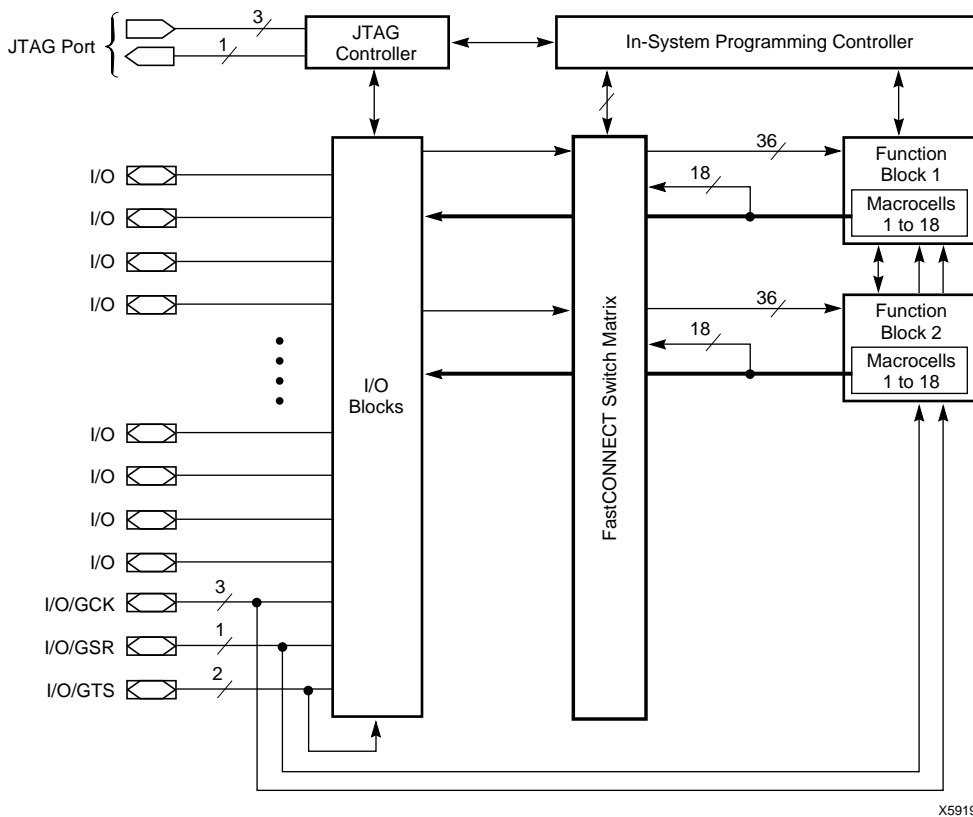 JTAG Port
3
1
JTAG
Controller
In-System Programming Controller
I/O
I/O
I/O
I/O
I/O
I/O
I/O
I/O
I/O/GCK
3
I/O/GSR
1
I/O/GTS
2
I/O
Blocks
FastCONNECT Switch Matrix
36
18
Function
Block 1
Macrocells
1 to 18
36
18
Function
Block 2
Macrocells
1 to 18
X5919